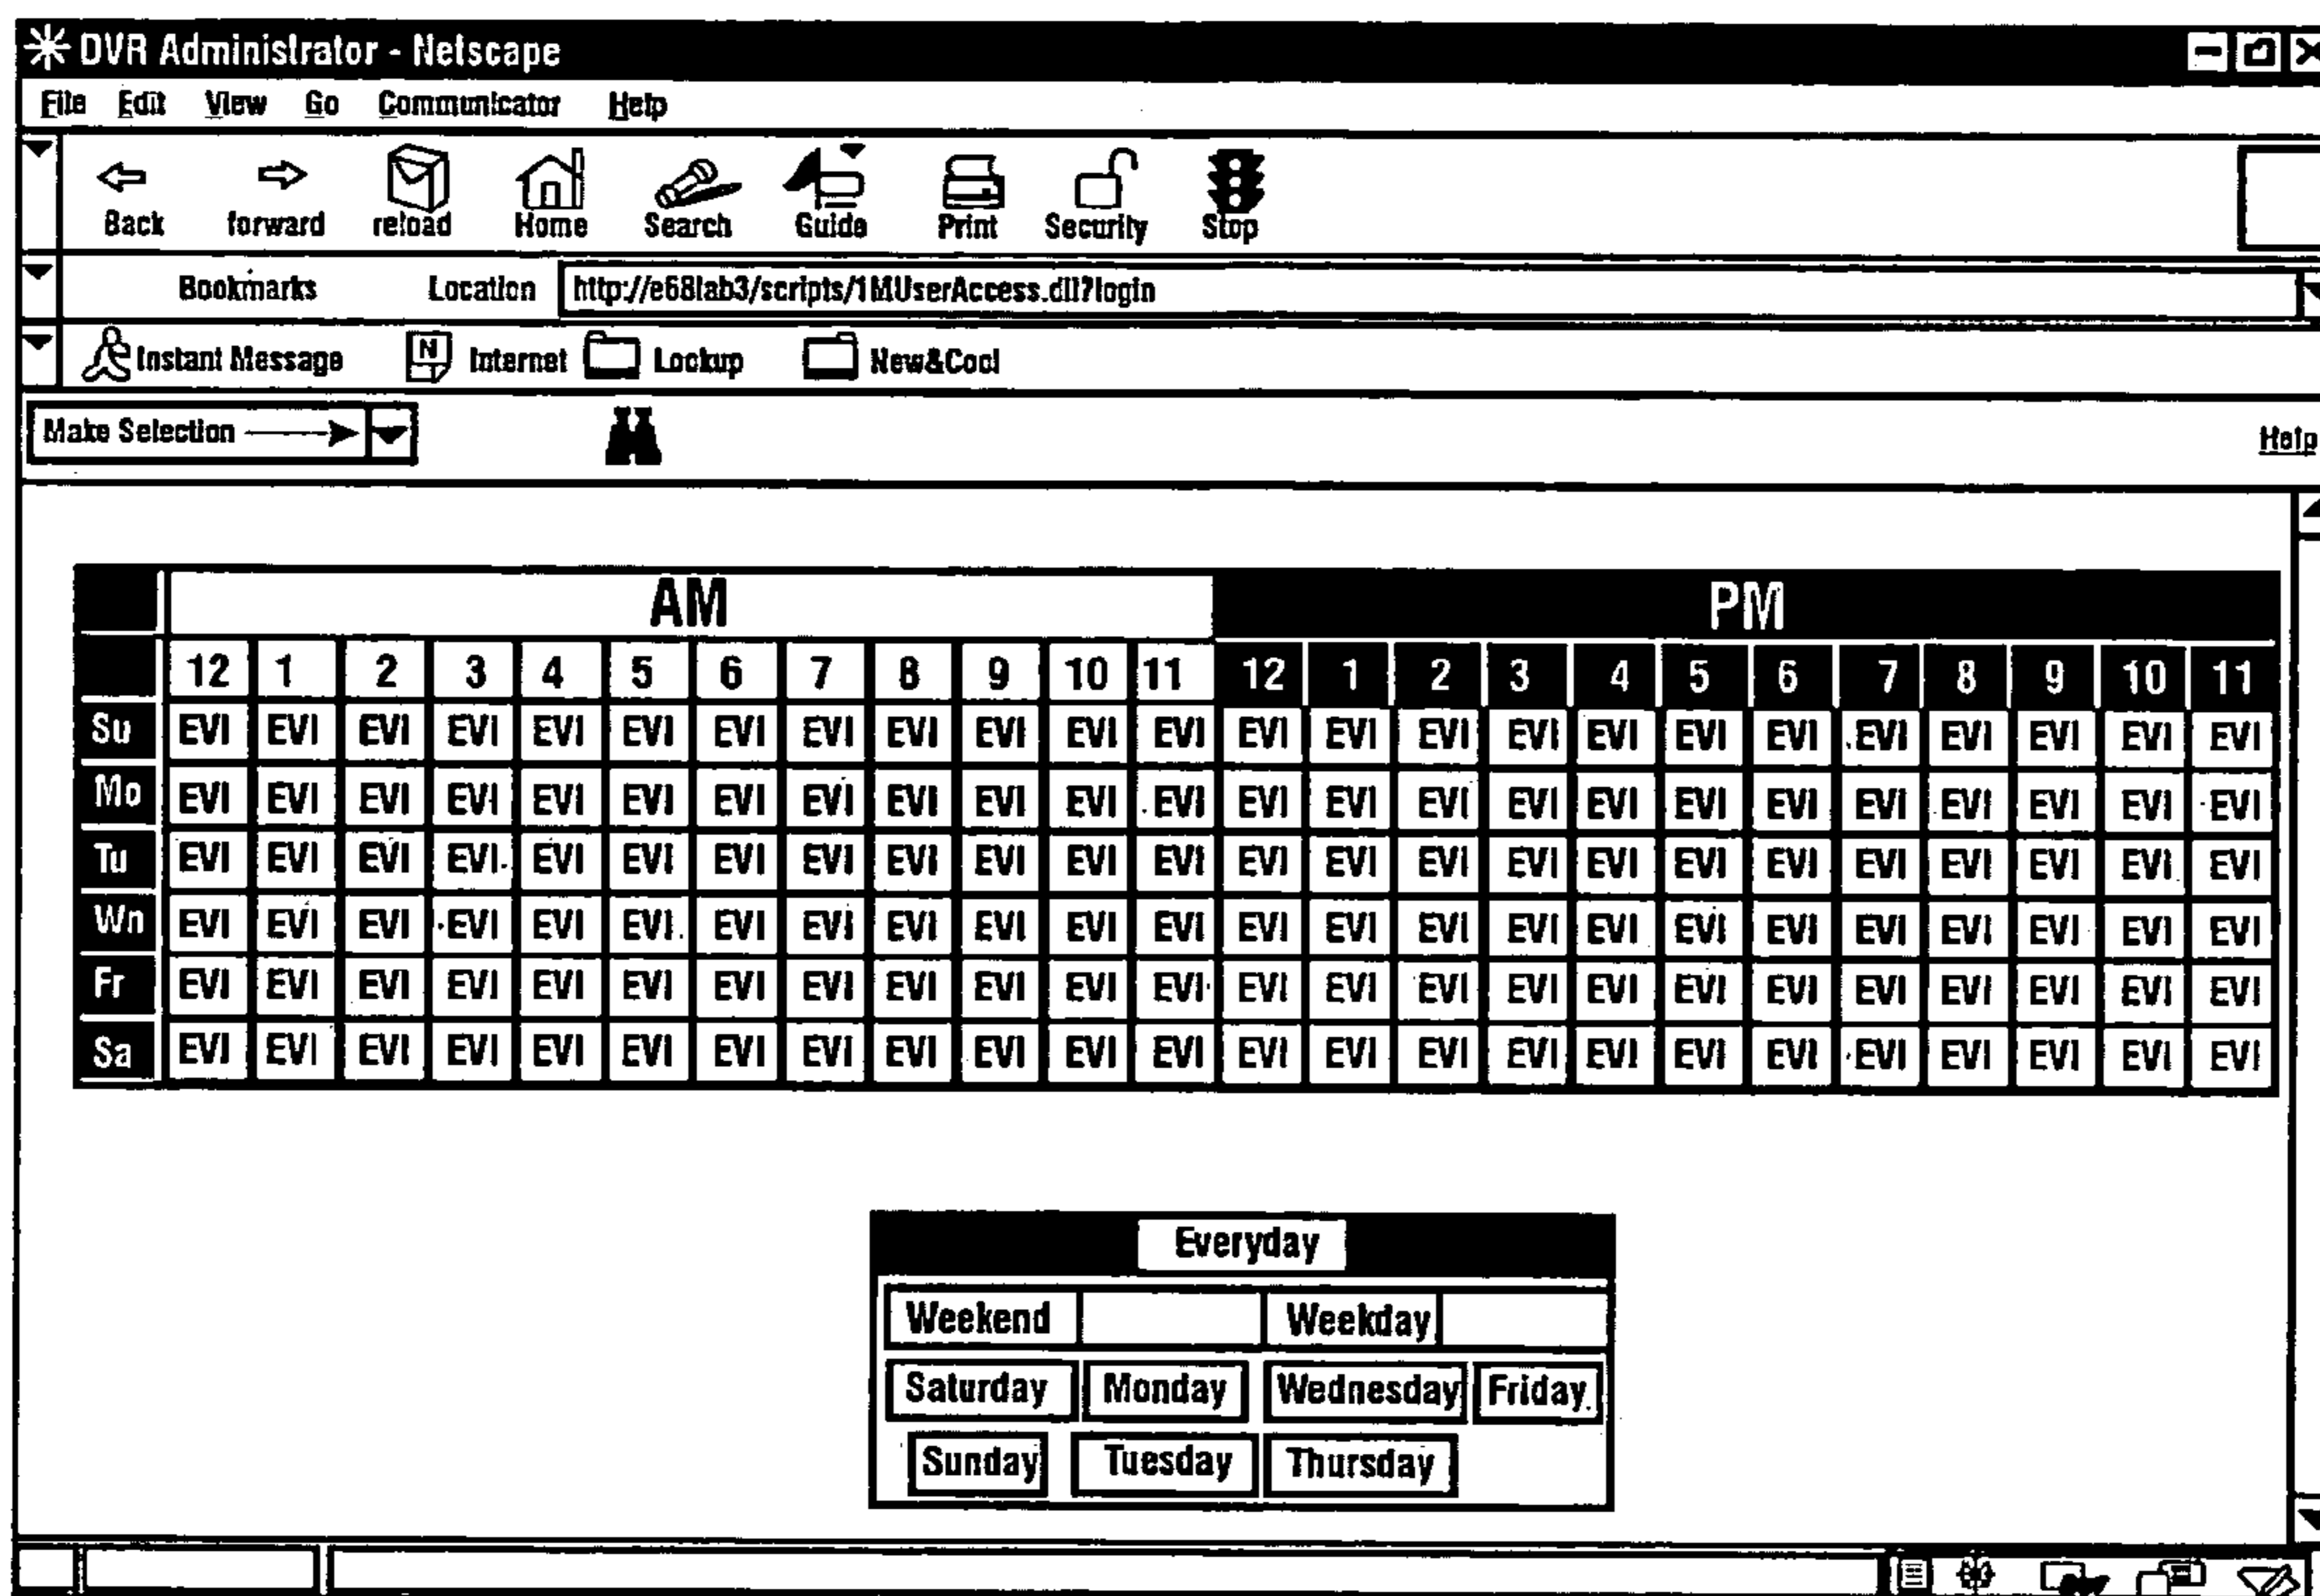 DVR Administrator - Netscape
File Edit View Go Communicator Help
Back forward reload Home Search Guide Print Security Stop
Bookmarks Location http://e68lab3/scripts/1MUserAccess.dll?login
Instant Message N Internet Lookup New&Cool
Make Selection Help
AM PM
12 1 2 3 4 5 6 7 8 9 10 11 12 1 2 3 4 5 6 7 8 9 10 11
Su EVI EVI EVI EVI EVI EVI EVI EVI EVI EVI EVI EVI EVI EVI EVI EVI EVI EVI EVI EVI EVI EVI EVI EVI
Mo EVI EVI EVI EVI EVI EVI EVI EVI EVI EVI EVI EVI EVI EVI EVI EVI EVI EVI EVI EVI EVI EVI EVI EVI
Tu EVI EVI EVI EVI EVI EVI EVI EVI EVI EVI EVI EVI EVI EVI EVI EVI EVI EVI EVI EVI EVI EVI EVI EVI
Wn EVI EVI EVI EVI EVI EVI EVI EVI EVI EVI EVI EVI EVI EVI EVI EVI EVI EVI EVI EVI EVI EVI EVI EVI
Fr EVI EVI EVI EVI EVI EVI EVI EVI EVI EVI EVI EVI EVI EVI EVI EVI EVI EVI EVI EVI EVI EVI EVI EVI
Sa EVI EVI EVI EVI EVI EVI EVI EVI EVI EVI EVI EVI EVI EVI EVI EVI EVI EVI EVI EVI EVI EVI EVI EVI
Everyday
Weekend Weekday
Saturday Monday Wednesday Friday
Sunday Tuesday Thursday